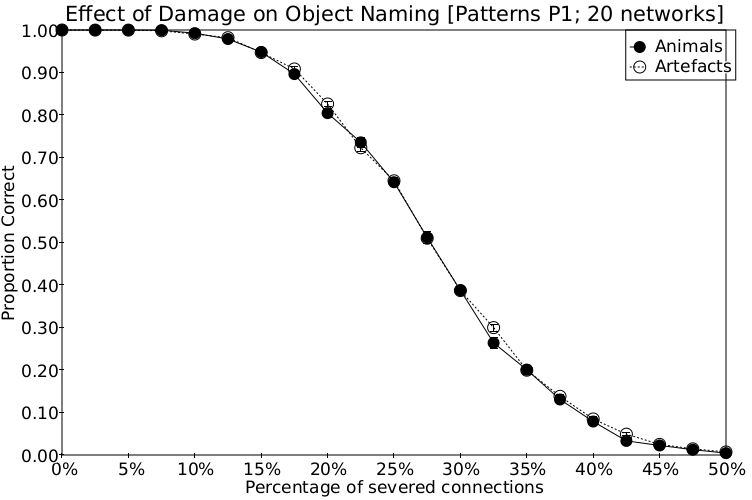 Effect of Damage on Object Naming [Patterns P1; 20 networks]
Animals
Artefacts
Proportion Correct
1.00
0.90
0.80
0.70
0.60
0.50
0.40
0.30
0.20
0.10
0.00
0% 5% 10% 15% 20% 25% 30% 35% 40% 45% 50%
Percentage of severed connections